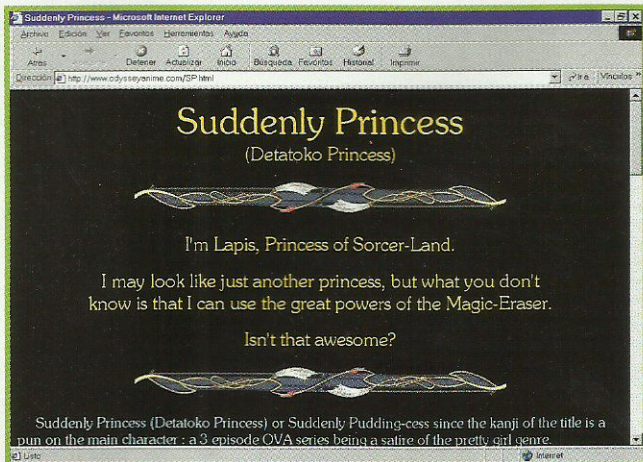 Suddenly Princess - Microsoft Internet Explorer
Archivo Edición Ver Favoritos Herramientas Ayuda
Atras Detener Actualizar Inicio Búsqueda Favoritos Historial Imprimir
Dirección http://www.odysseyanime.com/SP.html Ir a Vínculos »
Suddenly Princess
(Detatoko Princess)
I'm Lapis, Princess of Sorcer-Land.
I may look like just another princess, but what you don't
know is that I can use the great powers of the Magic-Eraser.
Isn't that awesome?
Suddenly Princess (Detatoko Princess) or Suddenly Pudding-cess since the kanji of the title is a
pun on the main character : a 3 episode OVA series being a satire of the pretty girl genre.
Listo Internet